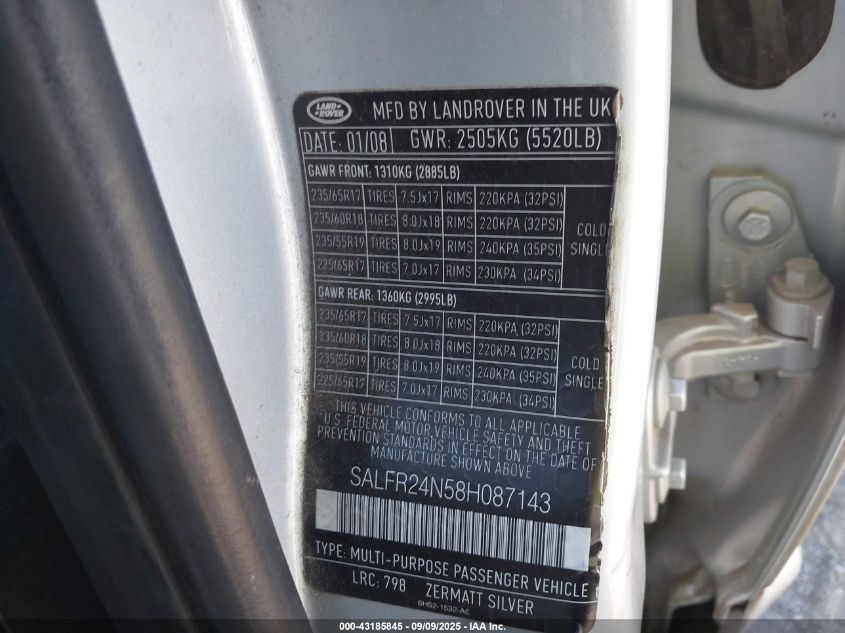 LAND ROVER MFD BY LANDROVER IN THE UK
DATE: 01/08 GWR: 2505KG (5520LB)
GAWR FRONT: 1310KG (2885LB)
235/65R17 TIRES 7.5Jx17 RIMS 220KPA (32PSI)
235/60R18 TIRES 8.0Jx18 RIMS 220KPA (32PSI)
235/55R19 TIRES 8.0Jx19 RIMS 240KPA (35PSI)
225/65R17 TIRES 7.0Jx17 RIMS 230KPA (34PSI)
COLD
SINGLE
GAWR REAR: 1360KG (2995LB)
235/65R17 TIRES 7.5Jx17 RIMS 220KPA (32PSI)
235/60R18 TIRES 8.0Jx18 RIMS 220KPA (32PSI)
235/55R19 TIRES 8.0Jx19 RIMS 240KPA (35PSI)
225/65R17 TIRES 7.0Jx17 RIMS 230KPA (34PSI)
COLD
SINGLE
THIS VEHICLE CONFORMS TO ALL APPLICABLE
U.S. FEDERAL MOTOR VEHICLE SAFETY AND THEFT
PREVENTION STANDARDS IN EFFECT ON THE DATE OF
MANUFACTURE SHOWN ABOVE
SALFR24N58H087143
TYPE: MULTI-PURPOSE PASSENGER VEHICLE
LRC: 798 ZERMATT SILVER
6H52-1532-AE
000-43185845 - 09/09/2025 - IAA Inc.